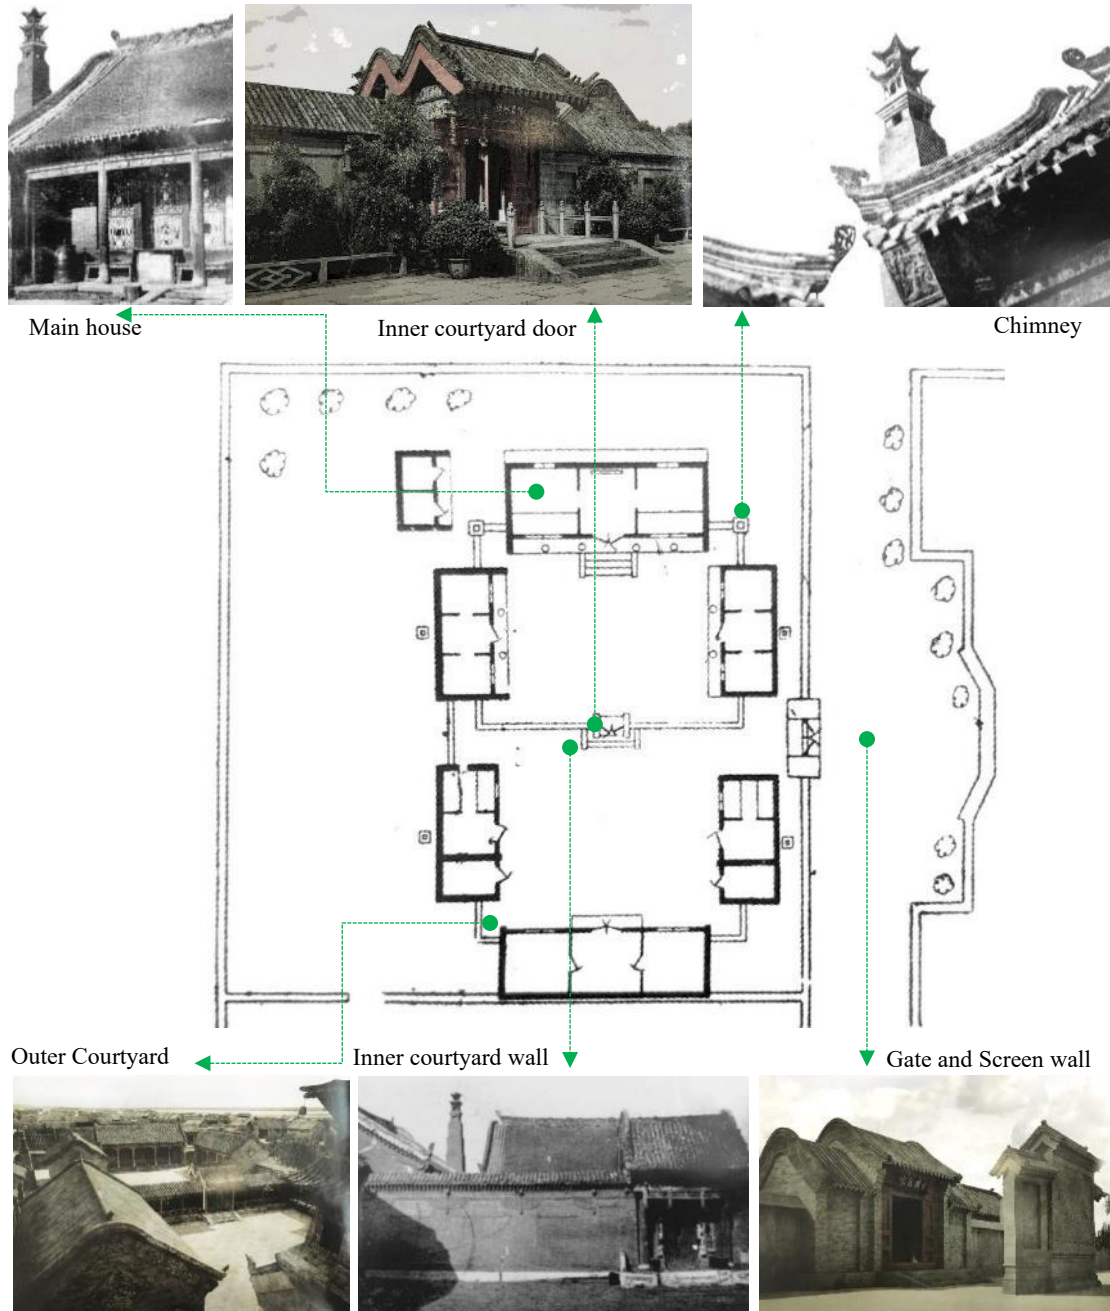 Main house
Inner courtyard door
Chimney
Outer Courtyard
Inner courtyard wall
Gate and Screen wall